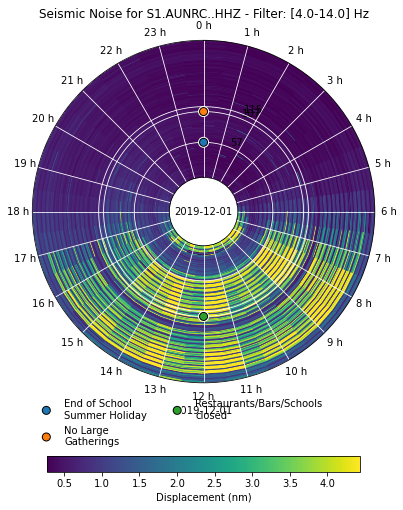 Seismic Noise for S1.AUNRC..HHZ - Filter: [4.0-14.0] Hz
0 h
23 h
1 h
22 h
2 h
21 h
3 h
20 h
4 h
19 h
5 h
57
18 h
2019-12-01
6 h
17 h
7 h
16 h
8 h
15 h
9 h
14 h
10 h
13 h
11 h
12 h
2019-12-01
End of School
Summer Holiday
Restaurants/Bars/Schools
closed
No Large
Gatherings
0.5 1.0 1.5 2.0 2.5 3.0 3.5 4.0
Displacement (nm)